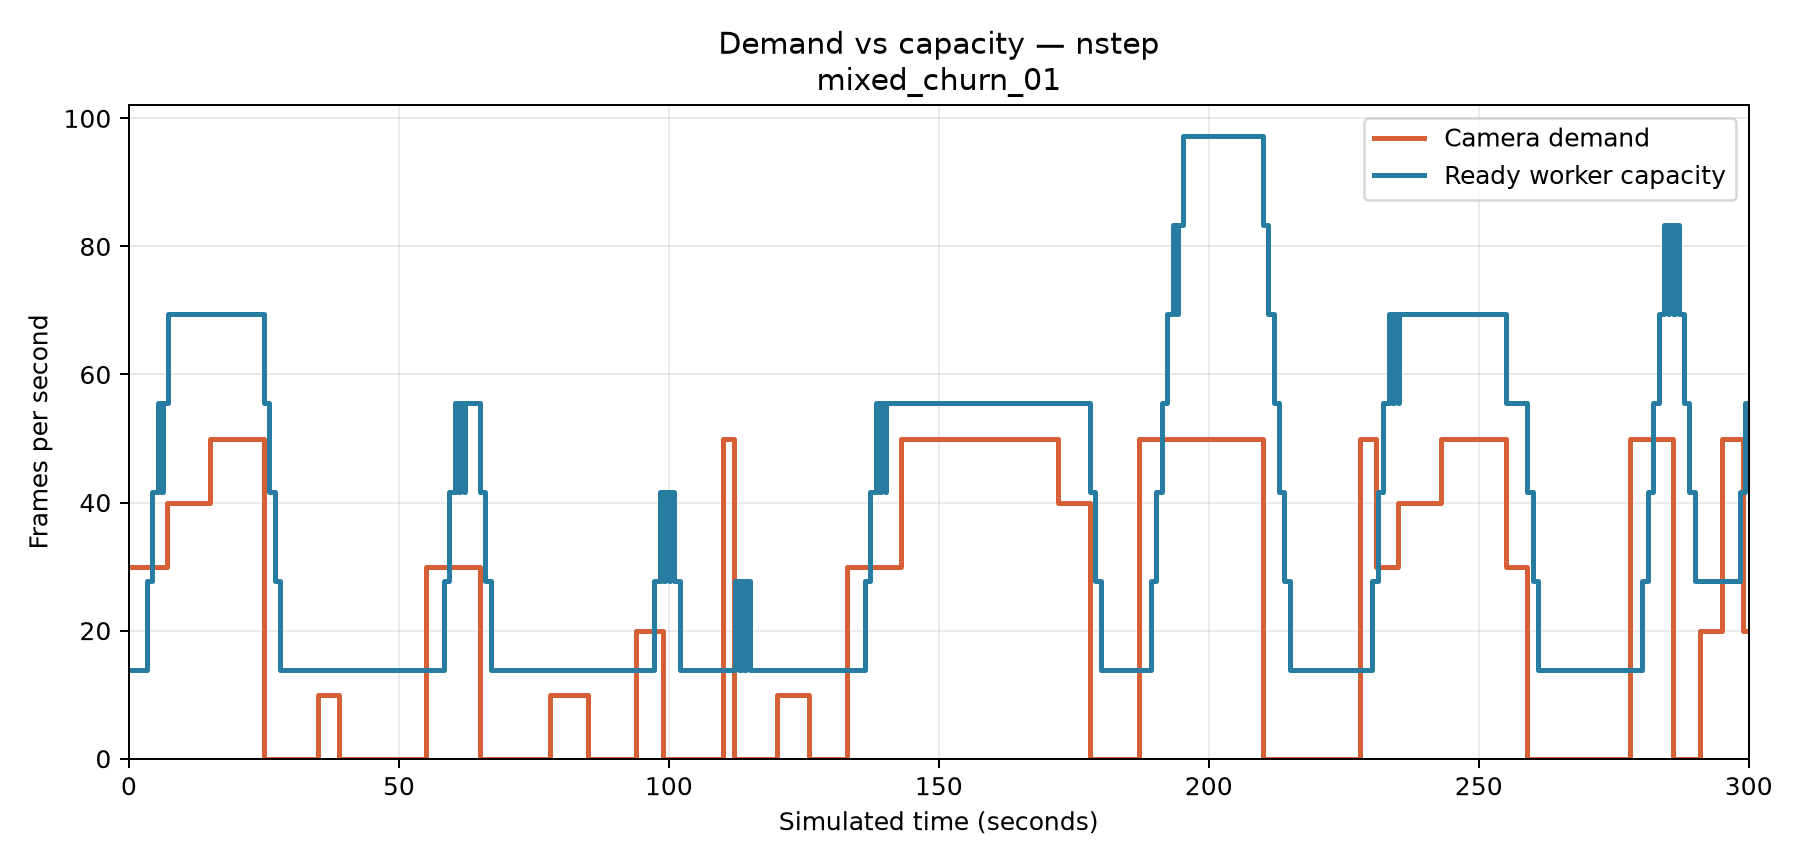 Demand vs capacity — nstep
mixed_churn_01
Camera demand
Ready worker capacity
Frames per second
100
80
60
40
20
0
0 50 100 150 200 250 300
Simulated time (seconds)